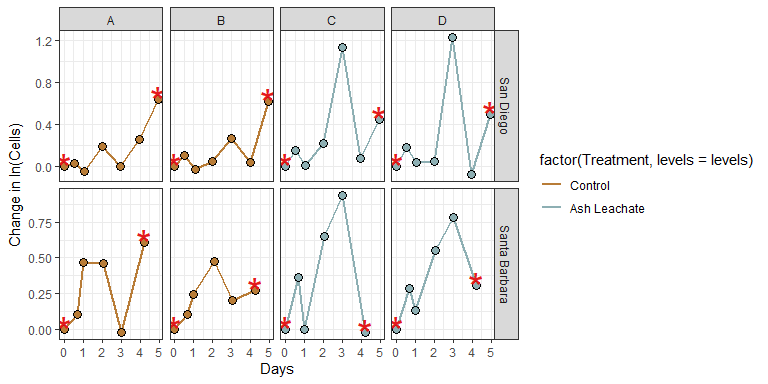 A B C D
1.2
0.8
0.4
0.0
San Diego
Change in ln(Cells)
0.75
0.50
0.25
0.00
Santa Barbara
0 1 2 3 4 5 0 1 2 3 4 5 0 1 2 3 4 5 0 1 2 3 4 5
Days
factor(Treatment, levels = levels)
Control
Ash Leachate